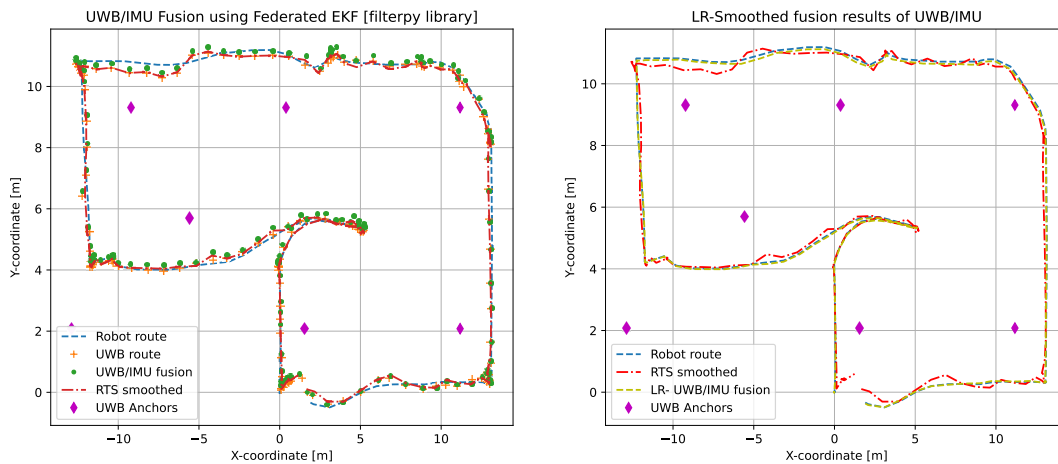 UWB/IMU Fusion using Federated EKF [filterpy library]
Y-coordinate [m]
10
8
6
4
2
0
−10
−5
0
5
10
X-coordinate [m]
Robot route
UWB route
UWB/IMU fusion
RTS smoothed
UWB Anchors
LR-Smoothed fusion results of UWB/IMU
Y-coordinate [m]
10
8
6
4
2
0
−10
−5
0
5
10
X-coordinate [m]
Robot route
RTS smoothed
LR- UWB/IMU fusion
UWB Anchors